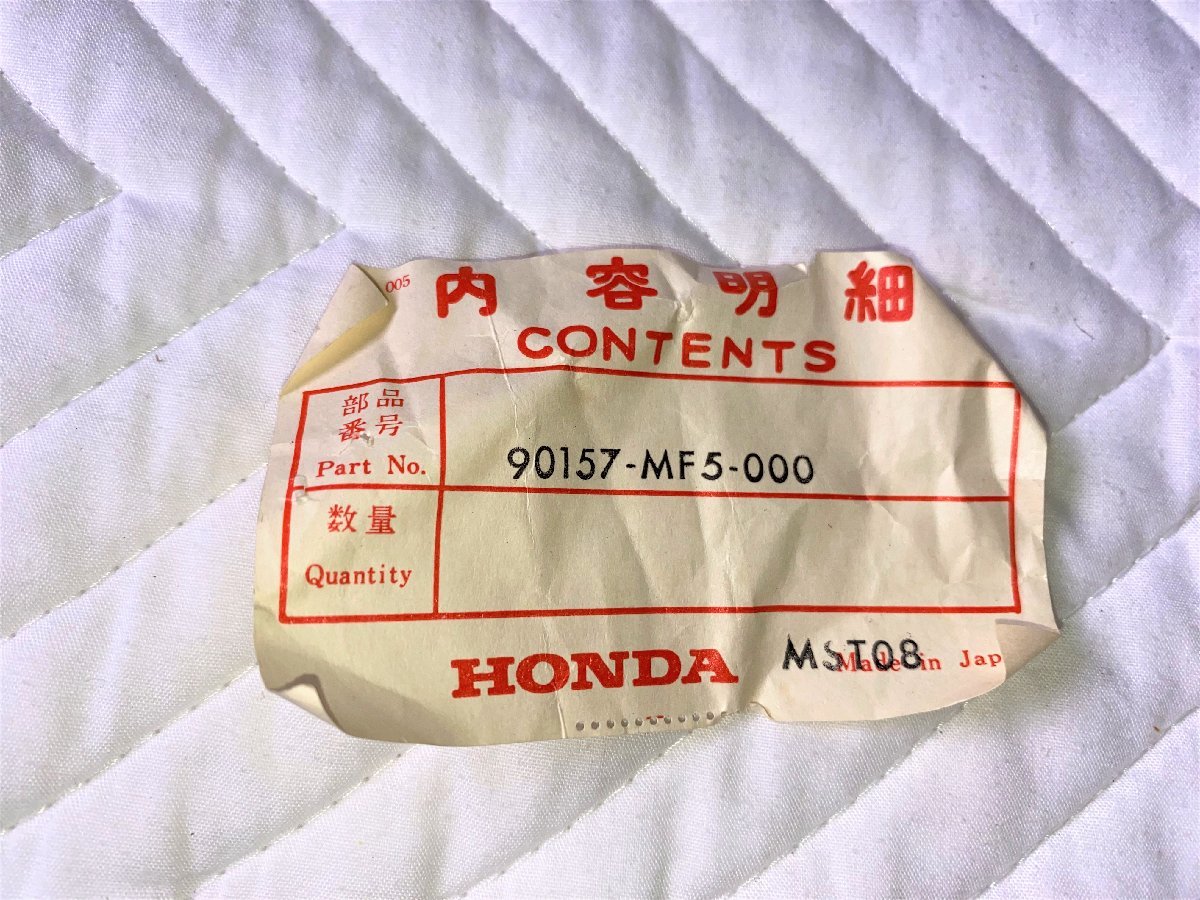 005
内容明細
CONTENTS
部品
番号
Part No.
90157-MF5-000
数量
Quantity
HONDA
MST08
Made in Jap